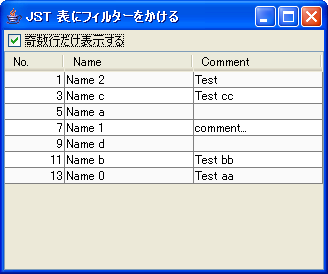 JST 表にフィルターをかける
奇数行だけ表示する
No. Name Comment
1 Name 2 Test
3 Name c Test cc
5 Name a
7 Name 1 comment...
9 Name d
11 Name b Test bb
13 Name 0 Test aa